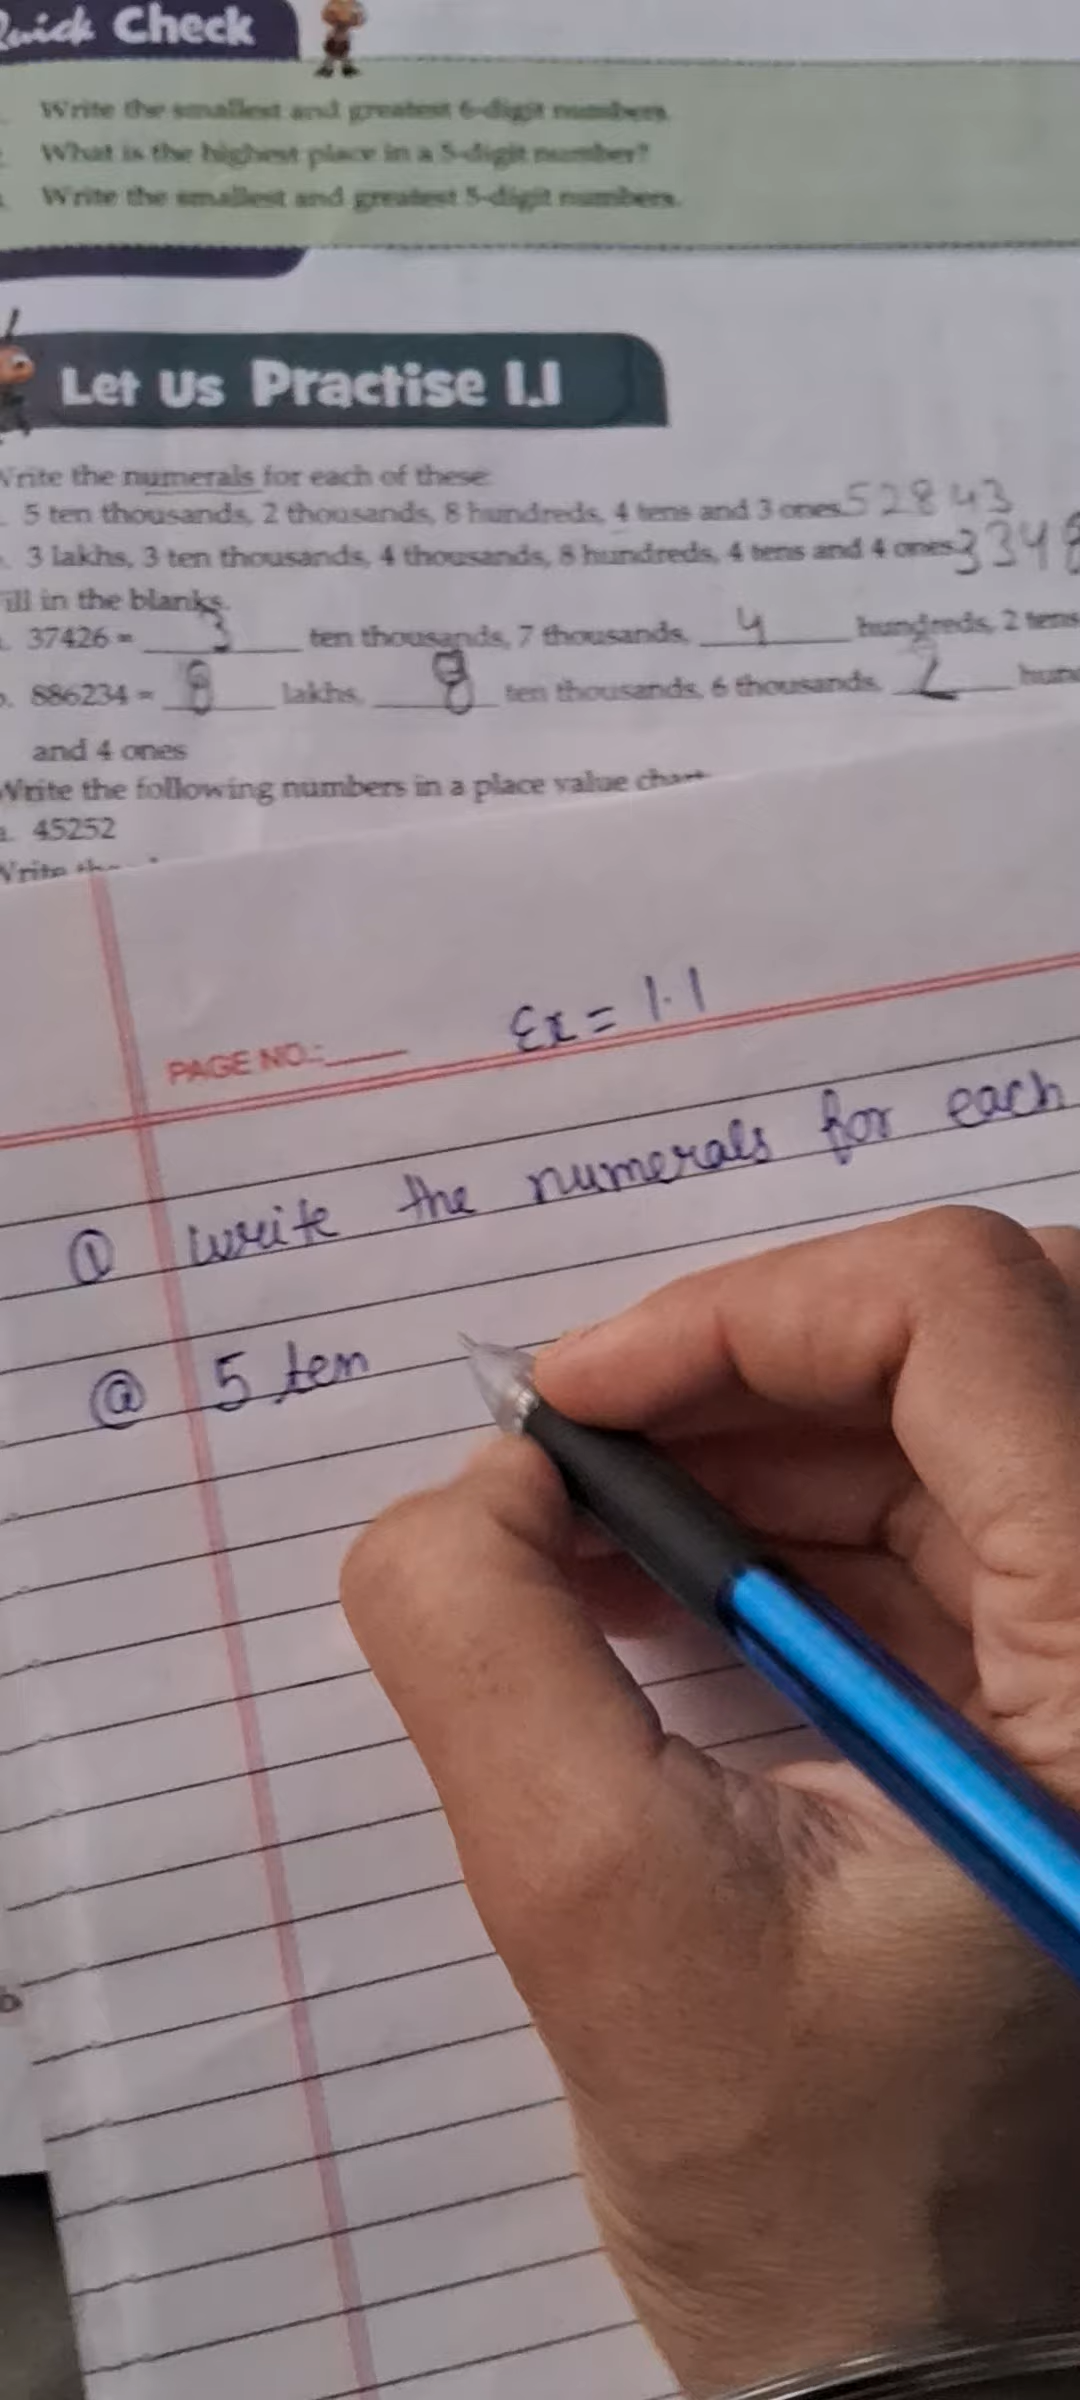 Quick Check
Write the smallest and greatest 6-digit numbers.
What is the highest place in a 5-digit number?
Write the smallest and greatest 5-digit numbers.
Let Us Practise 1.1
Write the numerals for each of these:
5 ten thousands, 2 thousands, 8 hundreds, 4 tens and 3 ones 52843
3 lakhs, 3 ten thousands, 4 thousands, 8 hundreds, 4 tens and 4 ones 3348
ill in the blanks.
37426 = 3 ten thousands, 7 thousands, 4 hundreds, 2 tens
b. 886234 = 8 lakhs, 8 ten thousands, 6 thousands, 2 hund
and 4 ones
Write the following numbers in a place value chart
a. 45252
Write the
Ex = 1.1
PAGE NO.:
① write the numerals for each
ⓐ 5 ten